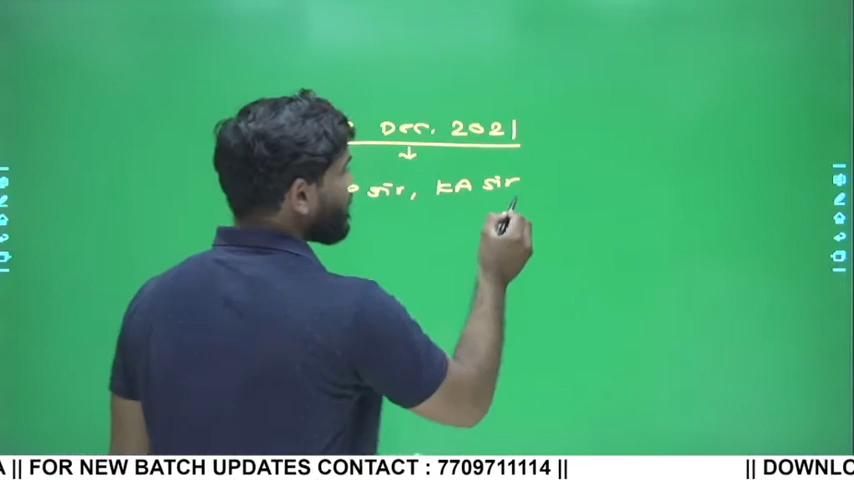 Dec. 2021
sir, KA sir
A || FOR NEW BATCH UPDATES CONTACT : 7709711114 || || DOWNLO